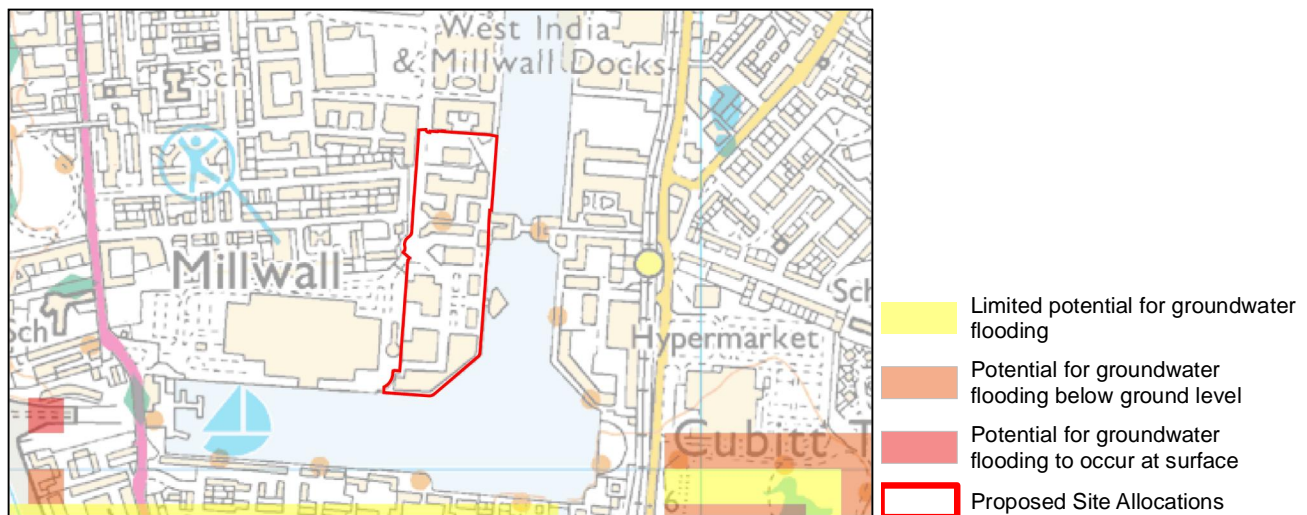 West India
& Millwall Docks
Sch
Millwall
Sch
Sch
Hypermarket
Cubitt T
6
Limited potential for groundwater
flooding
Potential for groundwater
flooding below ground level
Potential for groundwater
flooding to occur at surface
Proposed Site Allocations